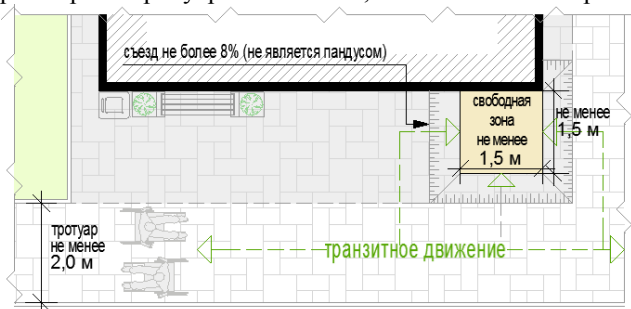 съезд не более 8% (не является пандусом)
свободная
зона
не менее
1,5 м
не менее
1,5 м
тротуар
не менее
2,0 м
транзитное движение